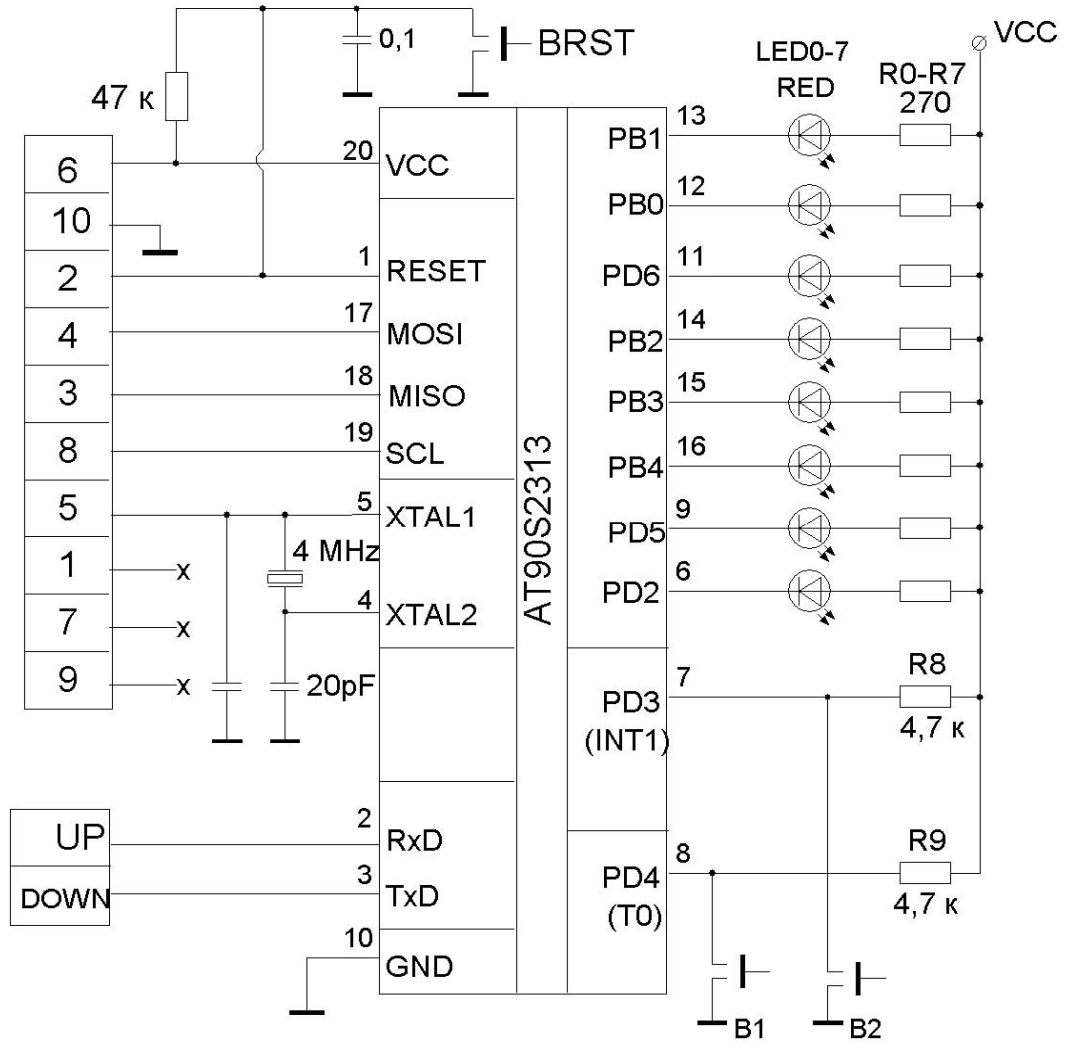 0,1
BRST
VCC
LED0-7
RED
R0-R7
270
47 к
6
10
2
4
3
8
5
1
7
9
20
VCC
1
RESET
17
MOSI
18
MISO
19
SCL
5
XTAL1
4 MHz
4
XTAL2
20pF
UP
DOWN
2
RxD
3
TxD
10
GND
AT90S2313
13
PB1
12
PB0
11
PD6
14
PB2
15
PB3
16
PB4
9
PD5
6
PD2
7
PD3
(INT1)
R8
4,7 к
8
PD4
(T0)
R9
4,7 к
B1
B2